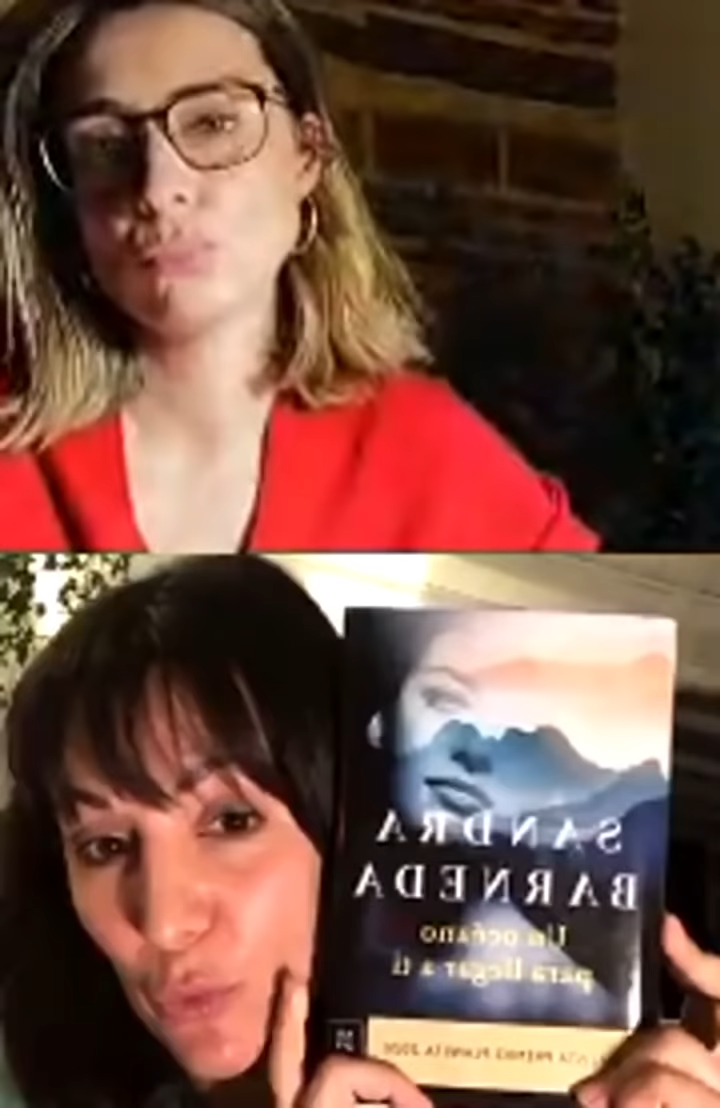 SANDRA
BARNEDA
Un océano
para llegar a ti
PREMIO PLANETA 2020